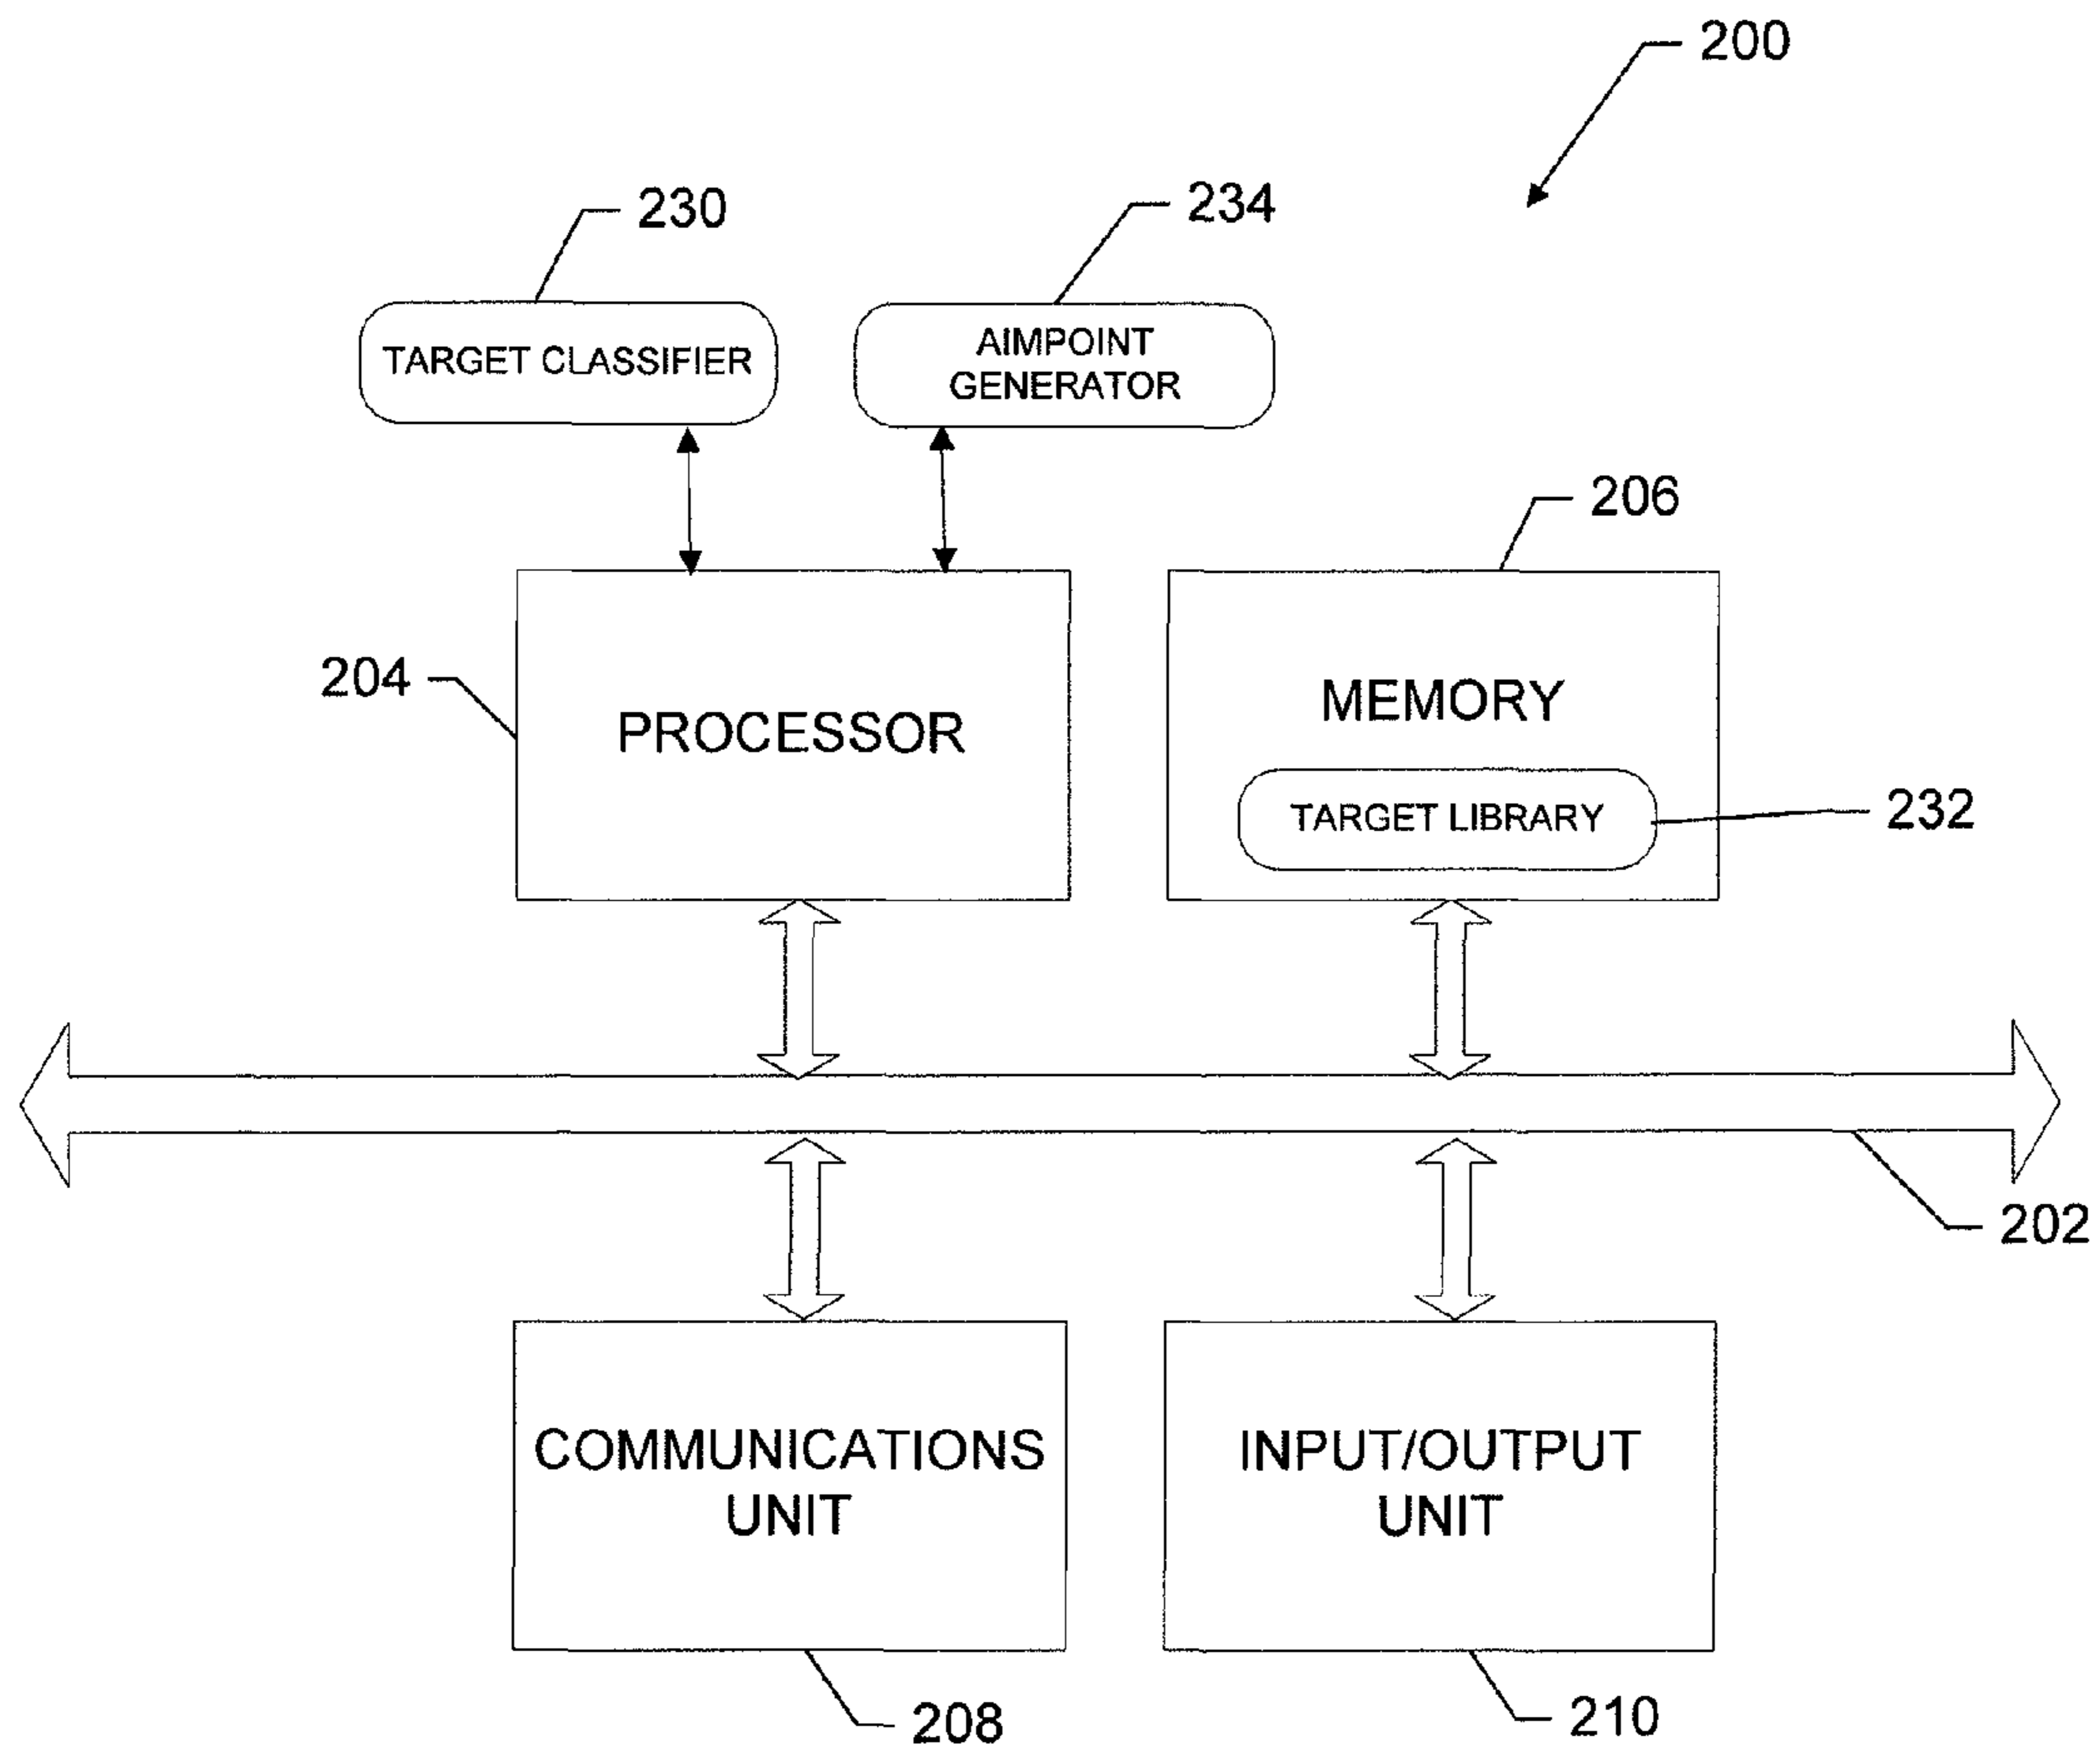 200
230
234
TARGET CLASSIFIER
AIMPOINT
GENERATOR
206
204
PROCESSOR
MEMORY
TARGET LIBRARY
232
202
COMMUNICATIONS
UNIT
INPUT/OUTPUT
UNIT
208
210